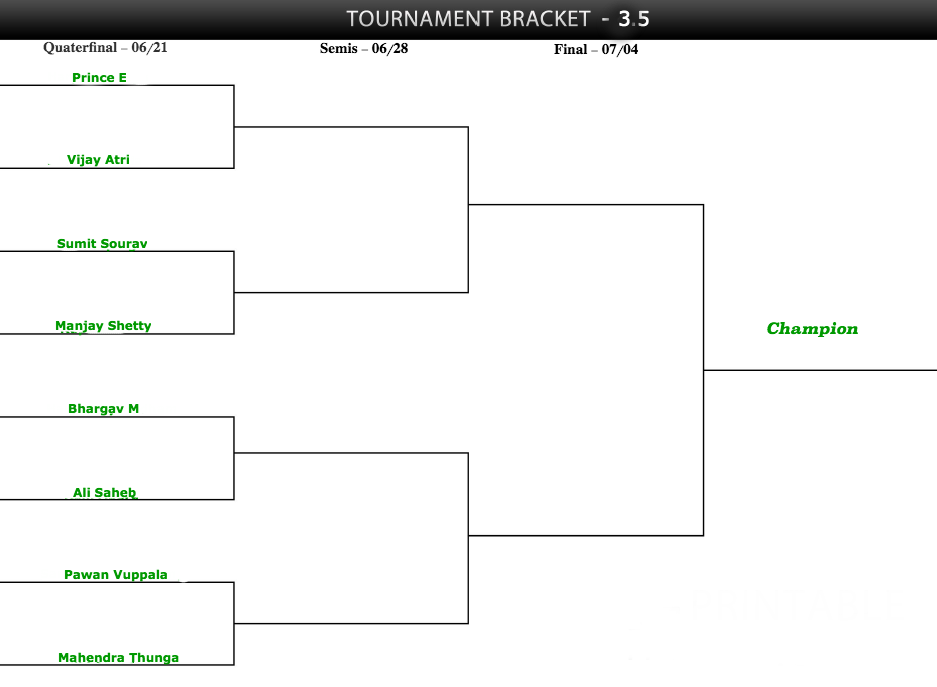 TOURNAMENT BRACKET - 3.5
Quaterfinal – 06/21
Semis – 06/28
Final – 07/04
Prince E
Vijay Atri
Sumit Sourav
Manjay Shetty
Champion
Bhargav M
Ali Saheb
Pawan Vuppala
Mahendra Thunga